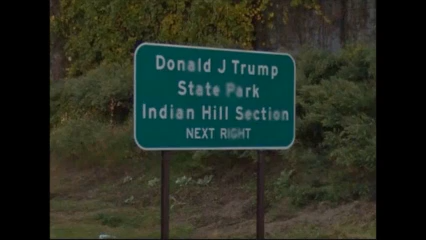 Donald J Trump
State Park
Indian Hill Section
NEXT RIGHT